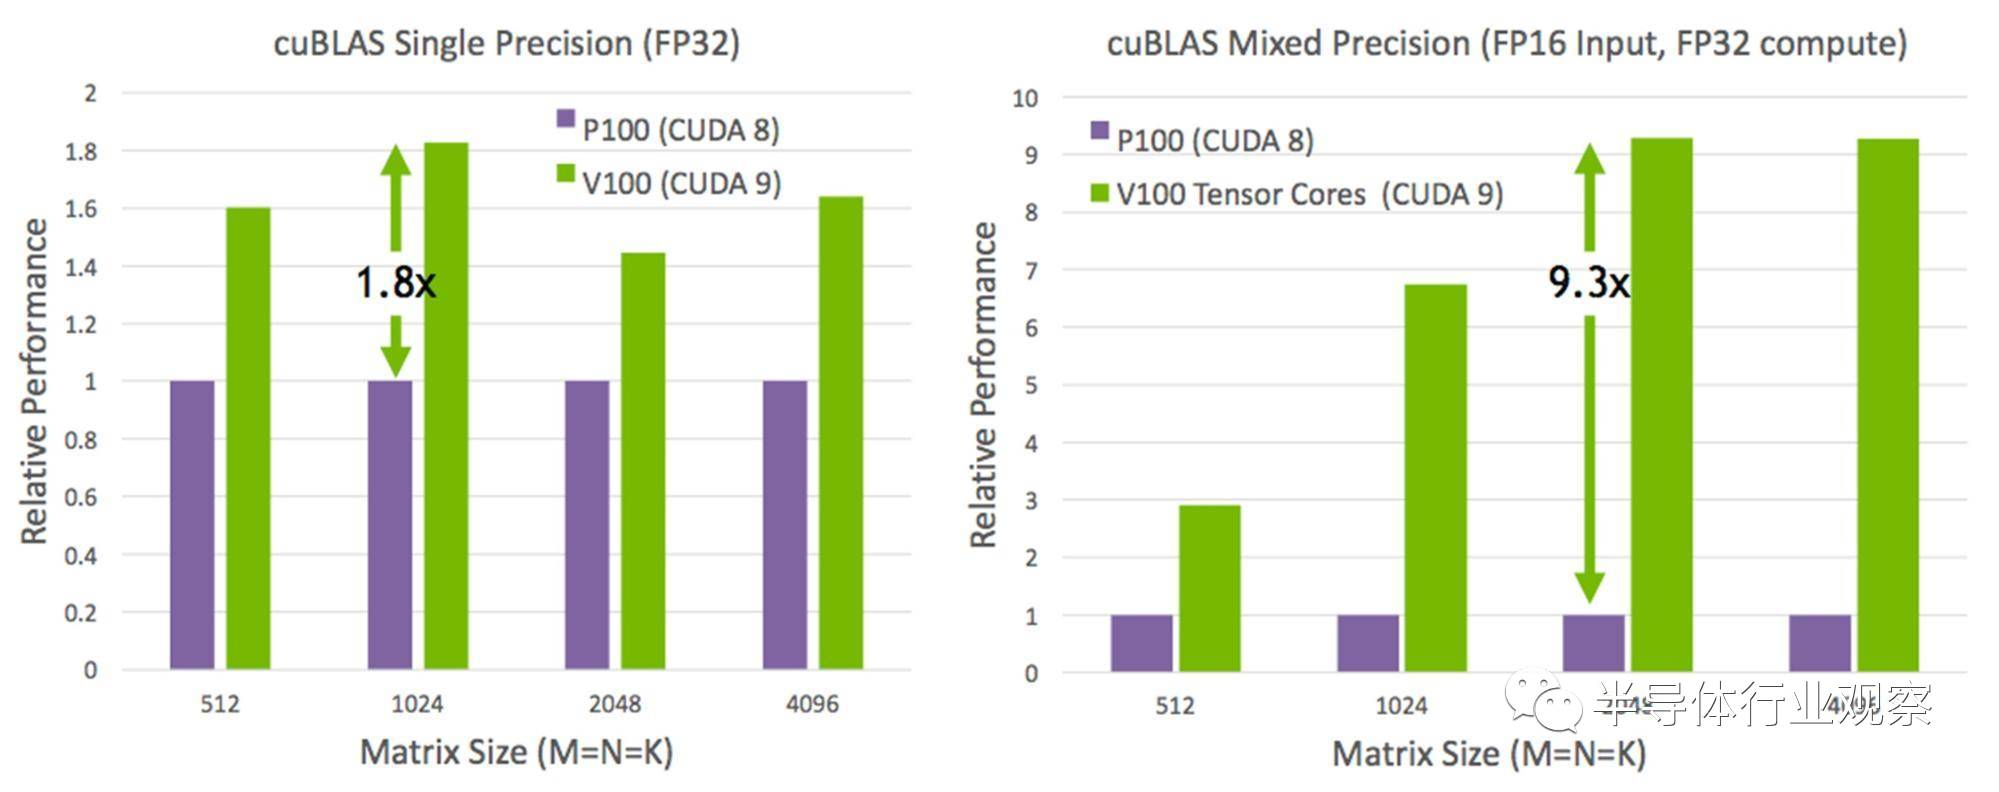 cuBLAS Single Precision (FP32)
2
1.8
1.6
1.4
1.2
1
0.8
0.6
0.4
0.2
0
Relative Performance
P100 (CUDA 8)
V100 (CUDA 9)
1.8x
512
1024
2048
4096
Matrix Size (M=N=K)
cuBLAS Mixed Precision (FP16 Input, FP32 compute)
10
9
8
7
6
5
4
3
2
1
0
Relative Performance
P100 (CUDA 8)
V100 Tensor Cores (CUDA 9)
9.3x
512
1024
2048
4096
Matrix Size (M=N=K)
半导体行业观察